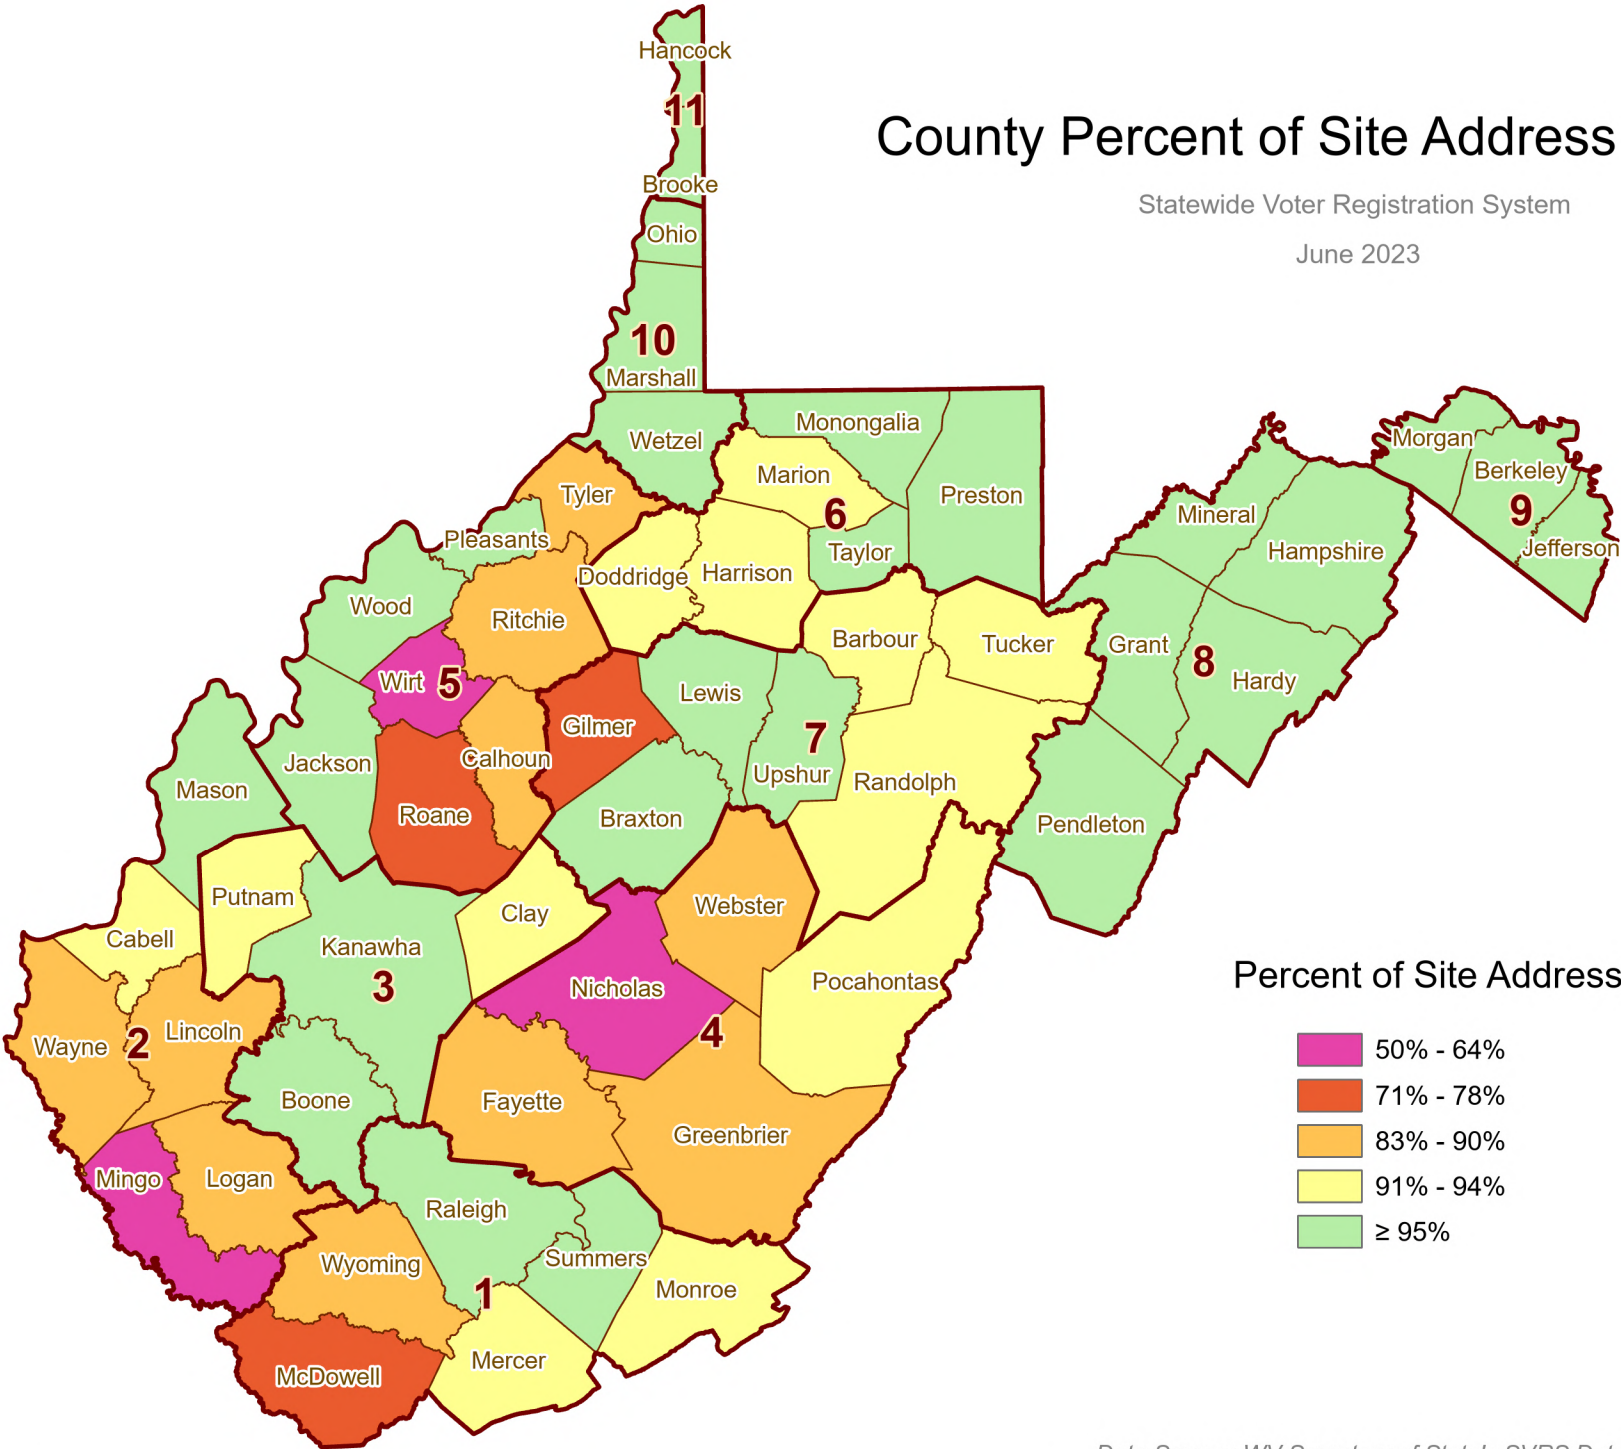 Hancock
11
County Percent of Site Address
Brooke
Statewide Voter Registration System
Ohio
June 2023
10
Marshall
Monongalia
Wetzel
Morgan
Marion
Berkeley
Tyler
Preston
9
6
Mineral
Pleasants
Taylor
Hampshire
Jefferson
Doddridge
Harrison
Wood
Ritchie
Barbour
Tucker
Grant
8
Wirt
5
Lewis
Hardy
Gilmer
7
Calhoun
Jackson
Upshur
Randolph
Mason
Roane
Braxton
Pendleton
Putnam
Webster
Clay
Cabell
Kanawha
Percent of Site Address
Pocahontas
3
Nicholas
Lincoln
4
Wayne
2
50% - 64%
71% - 78%
Boone
Fayette
Greenbrier
83% - 90%
Mingo
Logan
91% - 94%
Raleigh
≥ 95%
Summers
Wyoming
Monroe
1
Mercer
McDowell